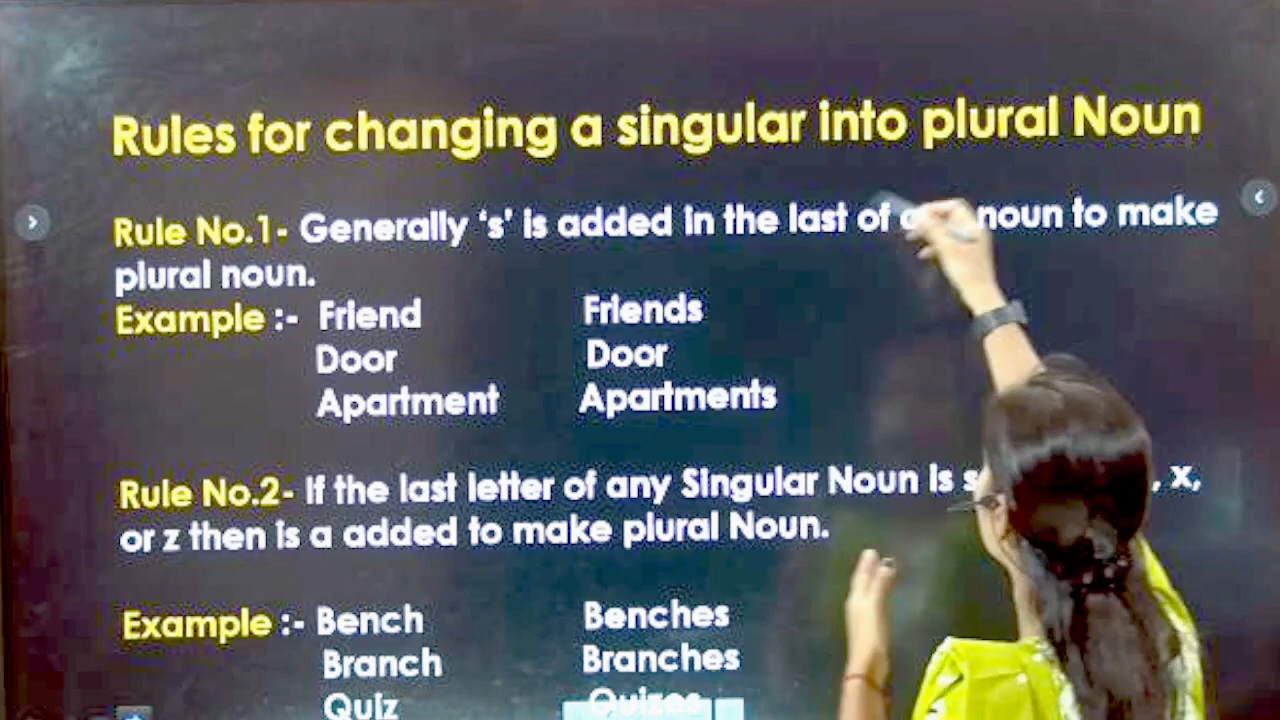 Rules for changing a singular into plural Noun
Rule No.1- Generally ‘s’ is added in the last of noun to make
plural noun.
Example :- Friend Friends
Door Door
Apartment Apartments
Rule No.2- If the last letter of any Singular Noun is s , x,
or z then is a added to make plural Noun.
Example :- Bench Benches
Branch Branches
Quiz Quizes